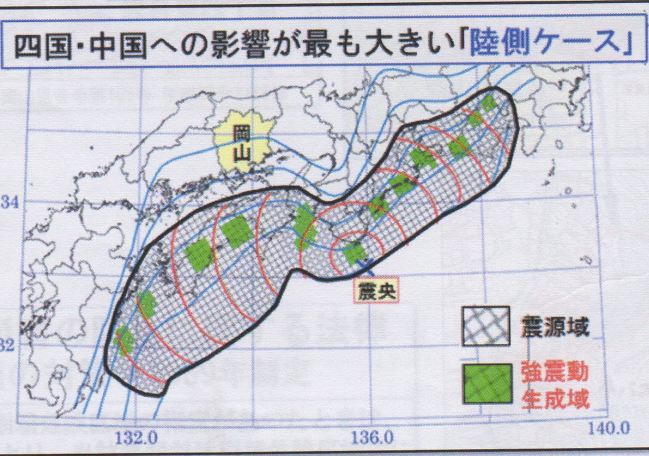 四国・中国への影響が最も大きい「陸側ケース」
岡山
34
震央
震源域
32
強震動
生成域
132.0
136.0
140.0